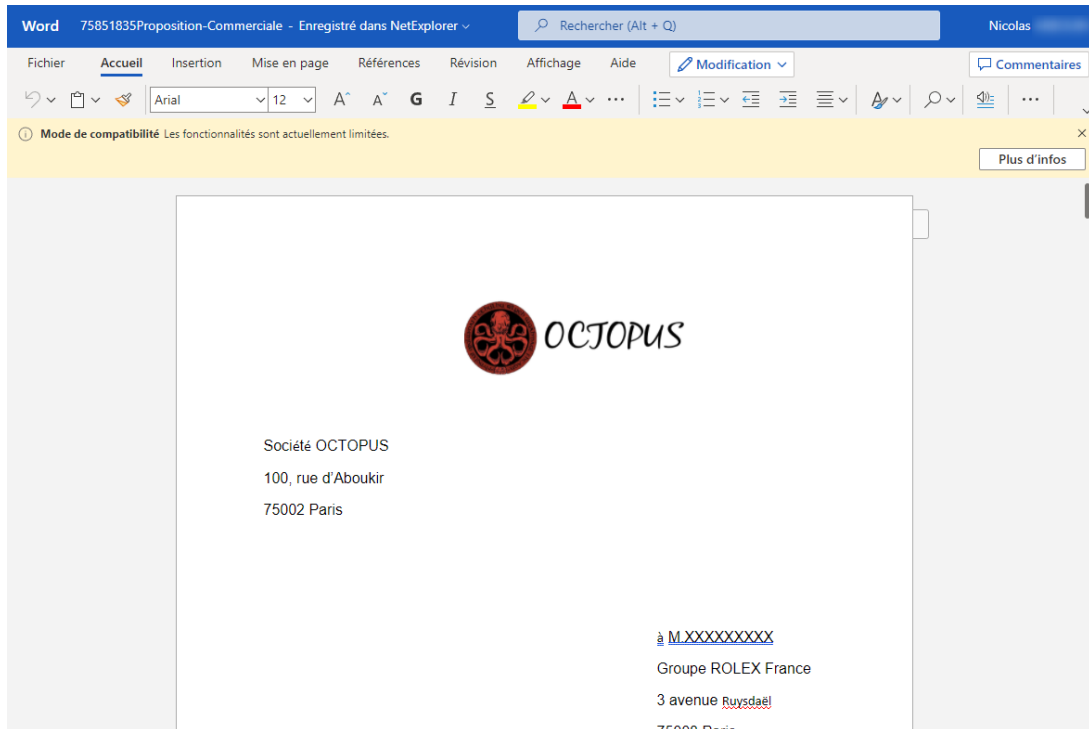 Word 75851835Proposition-Commerciale - Enregistré dans NetExplorer Rechercher (Alt + Q) Nicolas
Fichier Accueil Insertion Mise en page Références Révision Affichage Aide Modification Commentaires
Arial 12 A A G I S A
Mode de compatibilité Les fonctionnalités sont actuellement limitées.
Plus d'infos
OCTOPUS
Société OCTOPUS
100, rue d'Aboukir
75002 Paris
à M.XXXXXXXXX
Groupe ROLEX France
3 avenue Ruysdaël